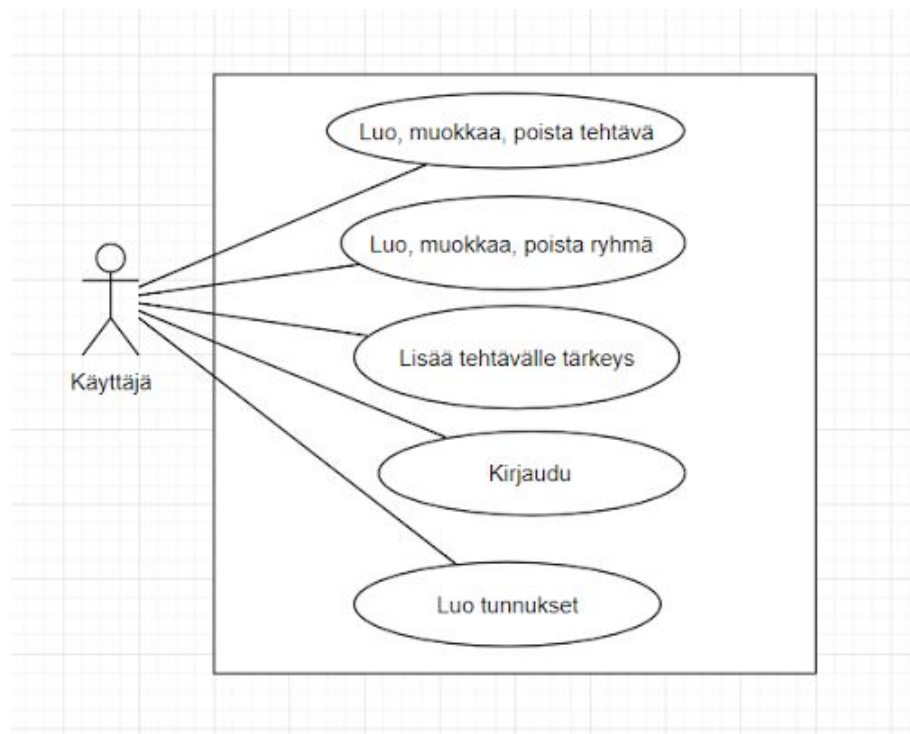 Luo, muokkaa, poista tehtävä
Luo, muokkaa, poista ryhmä
Lisää tehtävälle tärkeys
Käyttäjä
Kirjaudu
Luo tunnukset